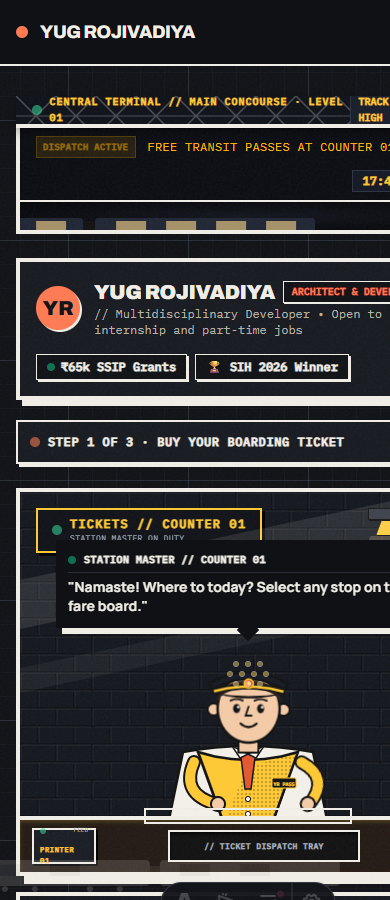 YUG ROJIVADIYA
CENTRAL TERMINAL // MAIN CONCOURSE · LEVEL 01
TRACK
HIGH
DISPATCH ACTIVE
FREE TRANSIT PASSES AT COUNTER 01
17:4
YR
YUG ROJIVADIYA
ARCHITECT & DEVE
// Multidisciplinary Developer • Open to
internship and part-time jobs
₹65k SSIP Grants
🏆 SIH 2026 Winner
STEP 1 OF 3 · BUY YOUR BOARDING TICKET
TICKETS // COUNTER 01
STATION MASTER ON DUTY
STATION MASTER // COUNTER 01
"Namaste! Where to today? Select any stop on t
fare board."
YR PASS
PRINTER
01
// TICKET DISPATCH TRAY